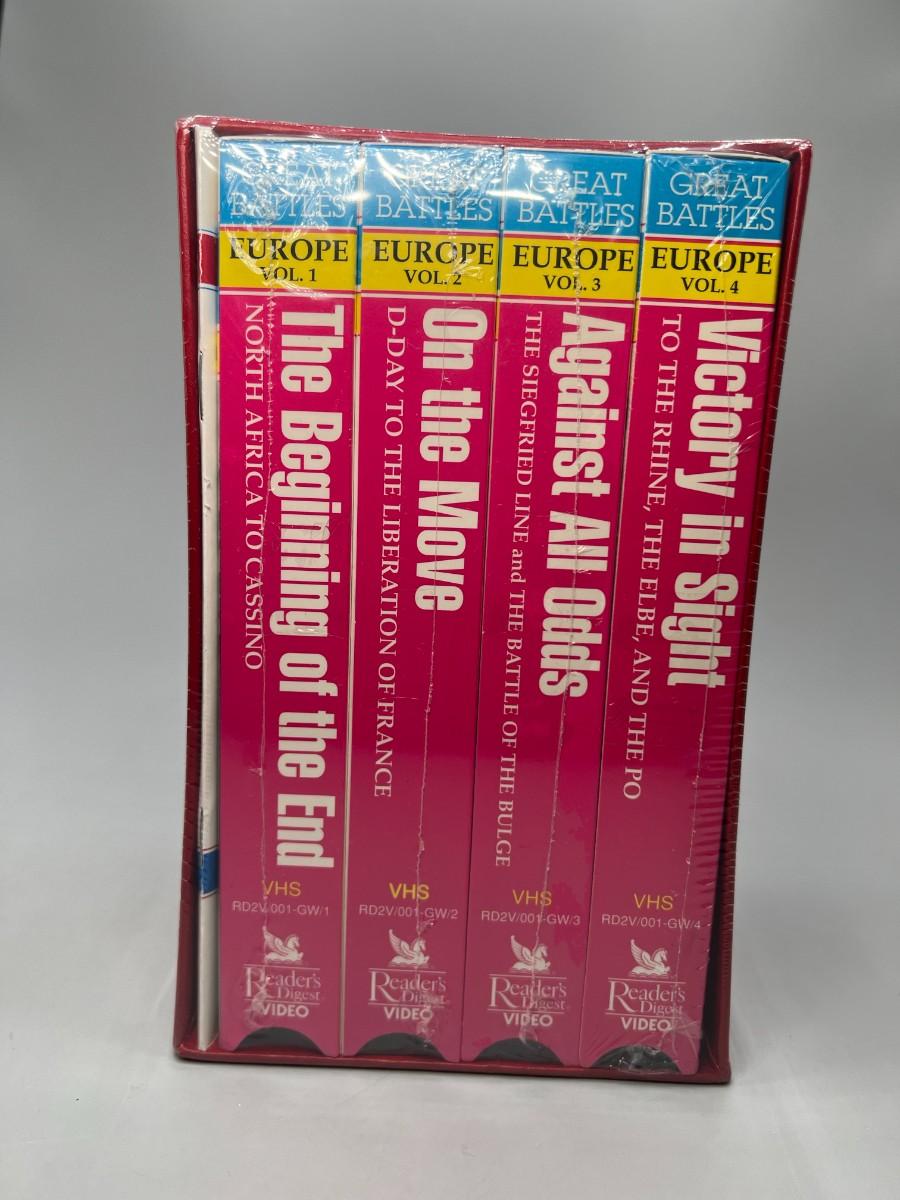 GREAT
BATTLES
EUROPE
VOL. 1
The Beginning of the End
NORTH AFRICA TO CASSINO
VHS
RD2V/001-GW/1
Reader's
Digest
VIDEO
GREAT
BATTLES
EUROPE
VOL. 2
On the Move
D-DAY TO THE LIBERATION OF FRANCE
VHS
RD2V/001-GW/2
Reader's
Digest
VIDEO
GREAT
BATTLES
EUROPE
VOL. 3
Against All Odds
THE SIEGFRIED LINE and THE BATTLE OF THE BULGE
VHS
RD2V/001-GW/3
Reader's
Digest
VIDEO
GREAT
BATTLES
EUROPE
VOL. 4
Victory in Sight
TO THE RHINE, THE ELBE, AND THE PO
VHS
RD2V/001-GW/4
Reader's
Digest
VIDEO